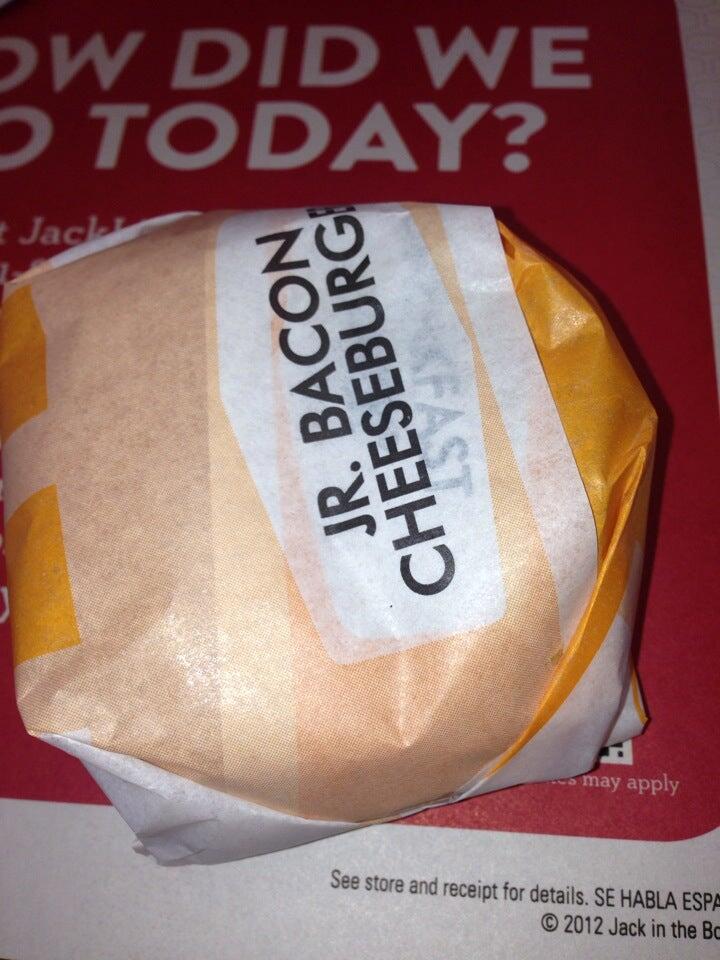 OW DID WE
O TODAY?
t Jack
JR. BACON
CHEESEBURGE
may apply
See store and receipt for details. SE HABLA ESPA
© 2012 Jack in the Bo